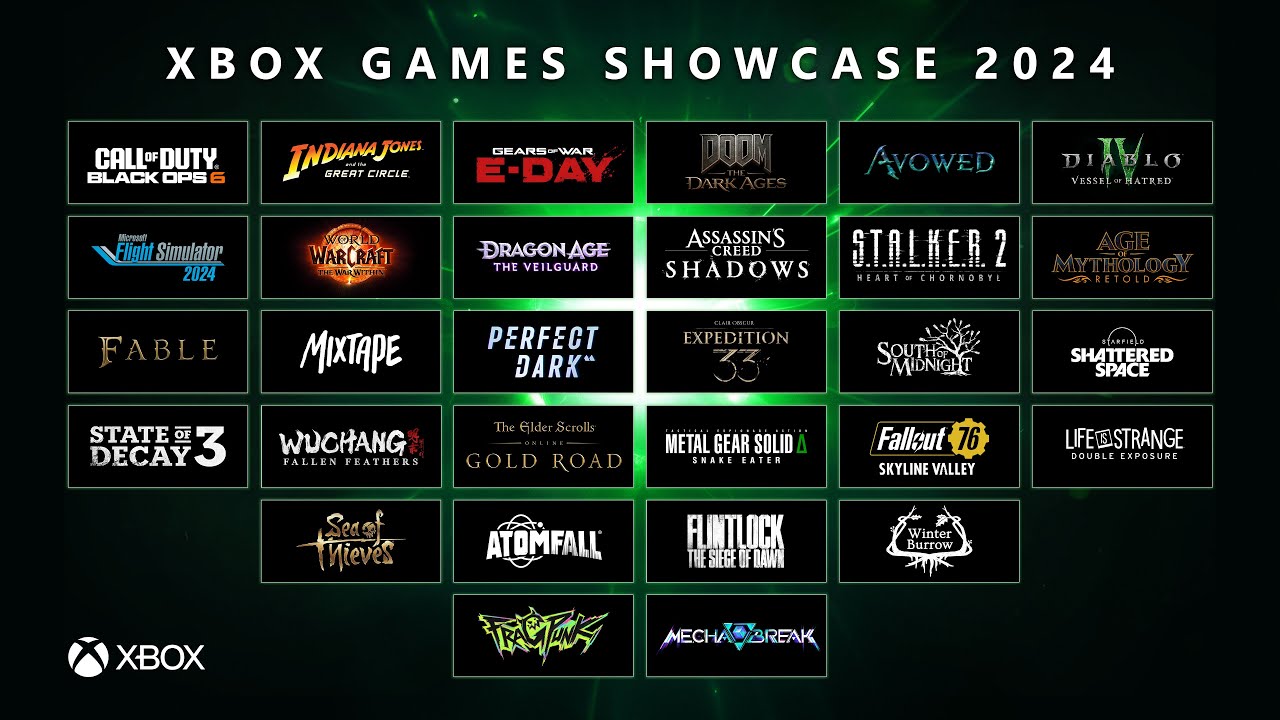 XBOX GAMES SHOWCASE 2024
CALL OF DUTY
BLACK OPS 6
INDIANA JONES
and the
GREAT CIRCLE
GEARS OF WAR
E-DAY
DOOM
THE
DARK AGES
AVOWED
IV
DIABLO
VESSEL OF HATRED
Microsoft
Flight Simulator
2024
WORLD
OF
WARCRAFT
THE WAR WITHIN
DRAGON AGE
THE VEILGUARD
ASSASSIN'S
CREED
SHADOWS
S.T.A.L.K.E.R. 2
HEART OF CHORNOBYL
AGE
OF
MYTHOLOGY
RETOLD
FABLE
MIXTAPE
PERFECT
DARK
CLAIR OBSCUR
EXPEDITION
33
SOUTH OF
MIDNIGHT
STARFIELD
SHATTERED
SPACE
STATE OF
DECAY 3
WUCHANG
FALLEN FEATHERS
The Elder Scrolls
ONLINE
GOLD ROAD
TACTICAL ESPIONAGE ACTION
METAL GEAR SOLID Δ
SNAKE EATER
Fallout 76
SKYLINE VALLEY
LIFE IS STRANGE
DOUBLE EXPOSURE
Sea of
Thieves
ATOMFALL
FLINTLOCK
THE SIEGE OF DAWN
Winter
Burrow
FRAGPUNK
MECHA BREAK
XBOX